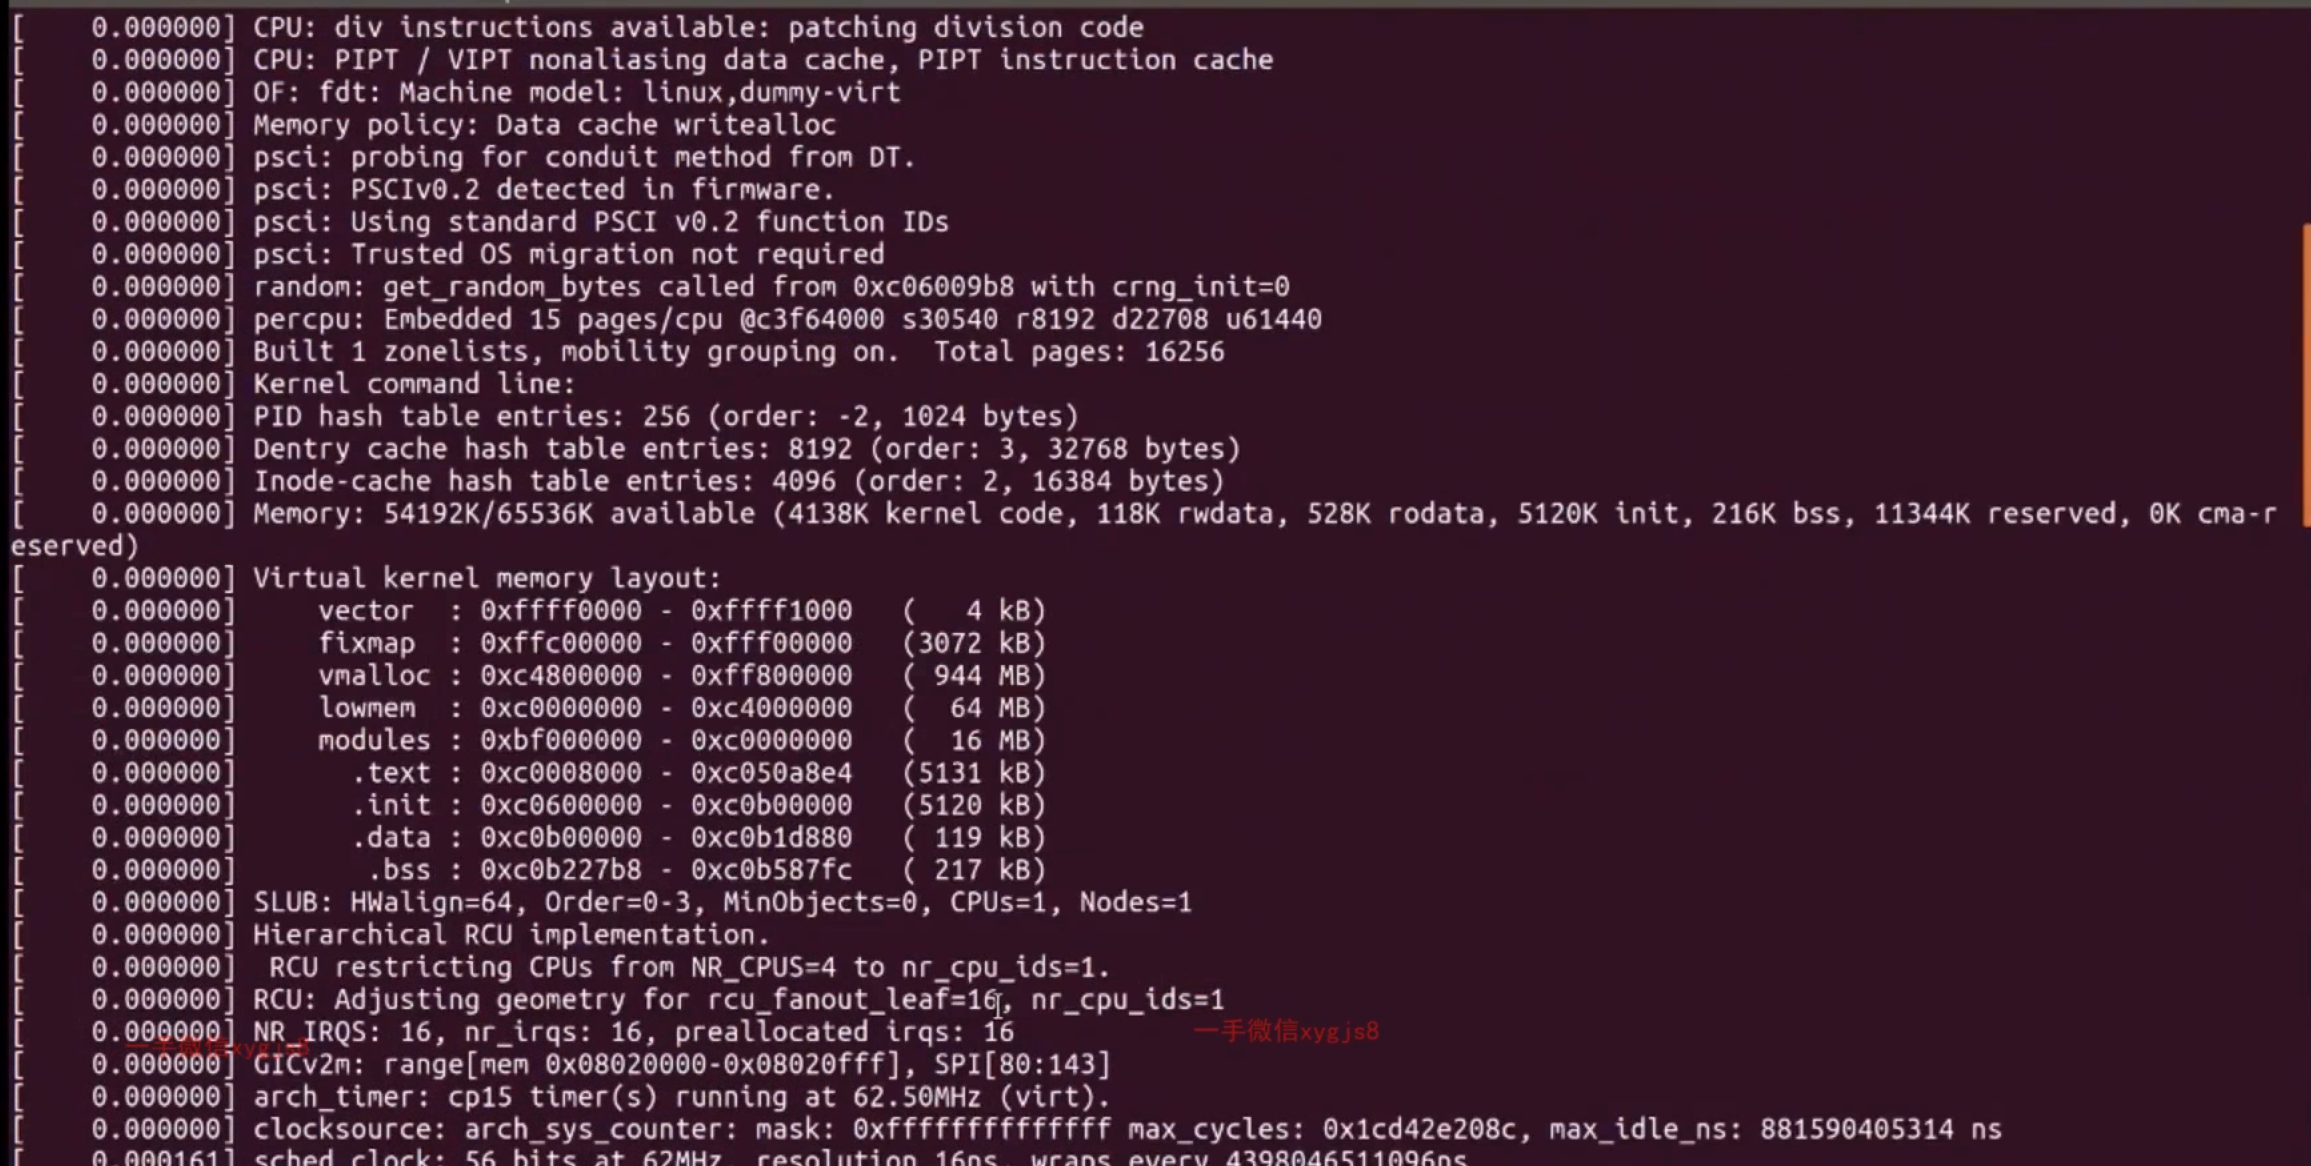 [    0.000000] CPU: div instructions available: patching division code
[    0.000000] CPU: PIPT / VIPT nonaliasing data cache, PIPT instruction cache
[    0.000000] OF: fdt: Machine model: linux,dummy-virt
[    0.000000] Memory policy: Data cache writealloc
[    0.000000] psci: probing for conduit method from DT.
[    0.000000] psci: PSCIv0.2 detected in firmware.
[    0.000000] psci: Using standard PSCI v0.2 function IDs
[    0.000000] psci: Trusted OS migration not required
[    0.000000] random: get_random_bytes called from 0xc06009b8 with crng_init=0
[    0.000000] percpu: Embedded 15 pages/cpu @c3f64000 s30540 r8192 d22708 u61440
[    0.000000] Built 1 zonelists, mobility grouping on.  Total pages: 16256
[    0.000000] Kernel command line:
[    0.000000] PID hash table entries: 256 (order: -2, 1024 bytes)
[    0.000000] Dentry cache hash table entries: 8192 (order: 3, 32768 bytes)
[    0.000000] Inode-cache hash table entries: 4096 (order: 2, 16384 bytes)
[    0.000000] Memory: 54192K/65536K available (4138K kernel code, 118K rwdata, 528K rodata, 5120K init, 216K bss, 11344K reserved, 0K cma-r
eserved)
[    0.000000] Virtual kernel memory layout:
[    0.000000]     vector  : 0xffff0000 - 0xffff1000   (   4 kB)
[    0.000000]     fixmap  : 0xffc00000 - 0xfff00000   (3072 kB)
[    0.000000]     vmalloc : 0xc4800000 - 0xff800000   ( 944 MB)
[    0.000000]     lowmem  : 0xc0000000 - 0xc4000000   (  64 MB)
[    0.000000]     modules : 0xbf000000 - 0xc0000000   (  16 MB)
[    0.000000]       .text : 0xc0008000 - 0xc050a8e4   (5131 kB)
[    0.000000]       .init : 0xc0600000 - 0xc0b00000   (5120 kB)
[    0.000000]       .data : 0xc0b00000 - 0xc0b1d880   ( 119 kB)
[    0.000000]        .bss : 0xc0b227b8 - 0xc0b587fc   ( 217 kB)
[    0.000000] SLUB: HWalign=64, Order=0-3, MinObjects=0, CPUs=1, Nodes=1
[    0.000000] Hierarchical RCU implementation.
[    0.000000]  RCU restricting CPUs from NR_CPUS=4 to nr_cpu_ids=1.
[    0.000000] RCU: Adjusting geometry for rcu_fanout_leaf=16, nr_cpu_ids=1
[    0.000000] NR_IRQS: 16, nr_irqs: 16, preallocated irqs: 16
一手微信xygjs8
一手微信xygjs8
[    0.000000] GICv2m: range[mem 0x08020000-0x08020fff], SPI[80:143]
[    0.000000] arch_timer: cp15 timer(s) running at 62.50MHz (virt).
[    0.000000] clocksource: arch_sys_counter: mask: 0xffffffffffffff max_cycles: 0x1cd42e208c, max_idle_ns: 881590405314 ns
[    0.000161] sched_clock: 56 bits at 62MHz, resolution 16ns, wraps every 4398046511096ns